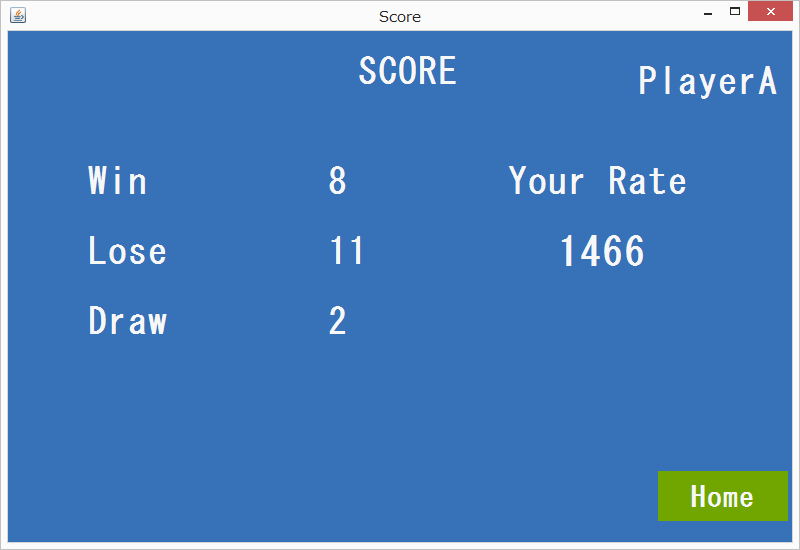 Score
SCORE
PlayerA
Win 8 Your Rate
Lose 11 1466
Draw 2
Home